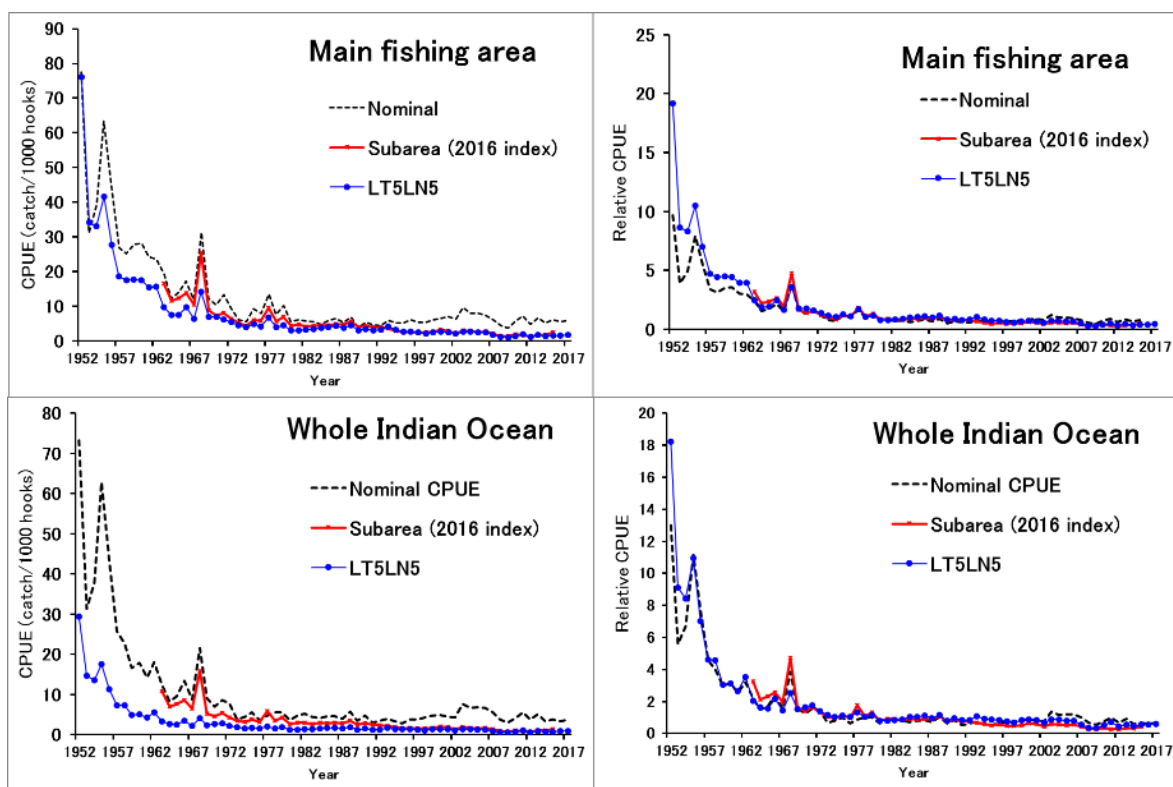 Main fishing area
CPUE (catch/1000 hooks)
100
90
80
70
60
50
40
30
20
10
0
Nominal
Subarea (2016 index)
LT5LN5
1952 1957 1962 1967 1972 1977 1982 1987 1992 1997 2002 2007 2012 2017
Year
Main fishing area
Relative CPUE
25
20
15
10
5
0
Nominal
Subarea (2016 index)
LT5LN5
1952 1957 1962 1967 1972 1977 1982 1987 1992 1997 2002 2007 2012 2017
Year
Whole Indian Ocean
CPUE (catch/1000 hooks)
80
70
60
50
40
30
20
10
0
Nominal CPUE
Subarea (2016 index)
LT5LN5
1952 1957 1962 1967 1972 1977 1982 1987 1992 1997 2002 2007 2012 2017
Year
Whole Indian Ocean
Relative CPUE
20
18
16
14
12
10
8
6
4
2
0
Nominal CPUE
Subarea (2016 index)
LT5LN5
1952 1957 1962 1967 1972 1977 1982 1987 1992 1997 2002 2007 2012 2017
Year